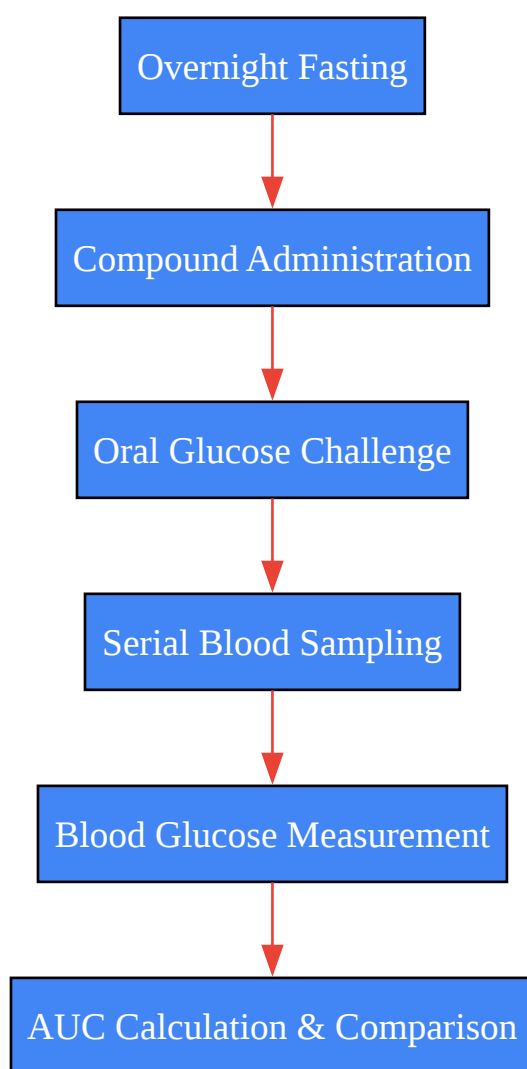 Overnight Fasting
Compound Administration
Oral Glucose Challenge
Serial Blood Sampling
Blood Glucose Measurement
AUC Calculation & Comparison